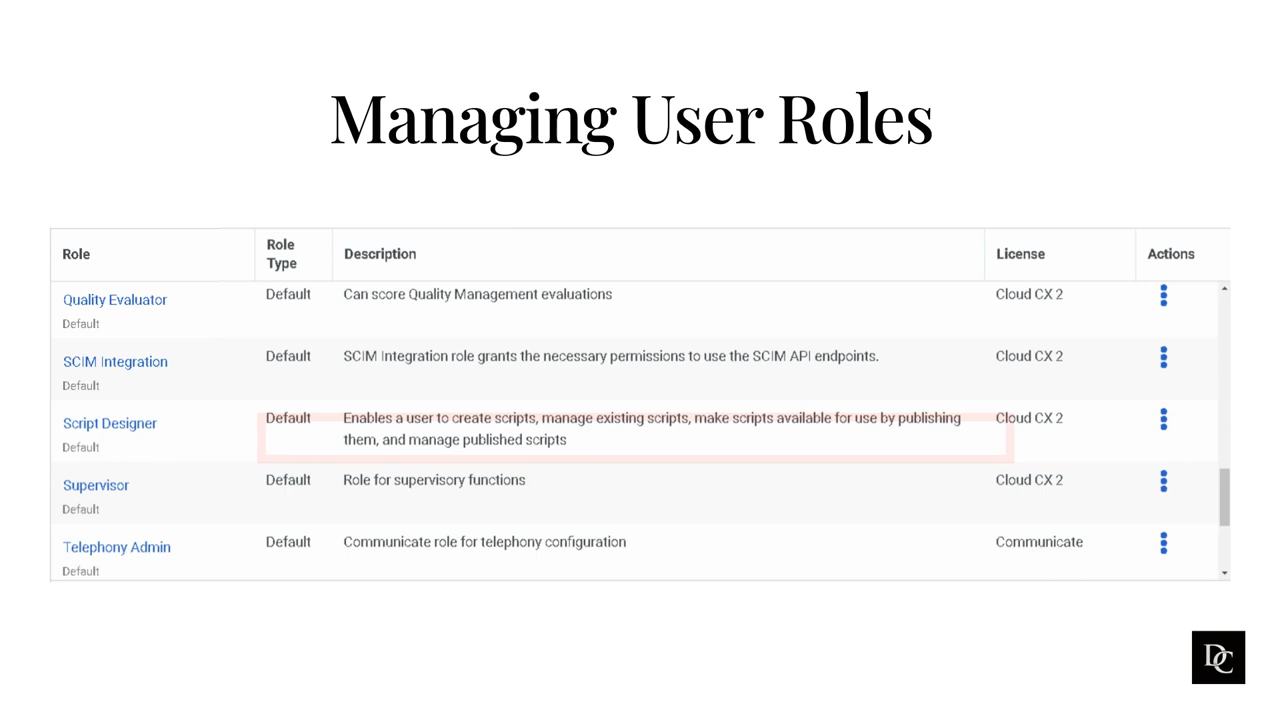 Managing User Roles
Role Role Type Description License Actions
Quality Evaluator Default Can score Quality Management evaluations Cloud CX 2
Default
SCIM Integration Default SCIM Integration role grants the necessary permissions to use the SCIM API endpoints. Cloud CX 2
Default
Script Designer Default Enables a user to create scripts, manage existing scripts, make scripts available for use by publishing Cloud CX 2
Default them, and manage published scripts
Supervisor Default Role for supervisory functions Cloud CX 2
Default
Telephony Admin Default Communicate role for telephony configuration Communicate
Default
DC